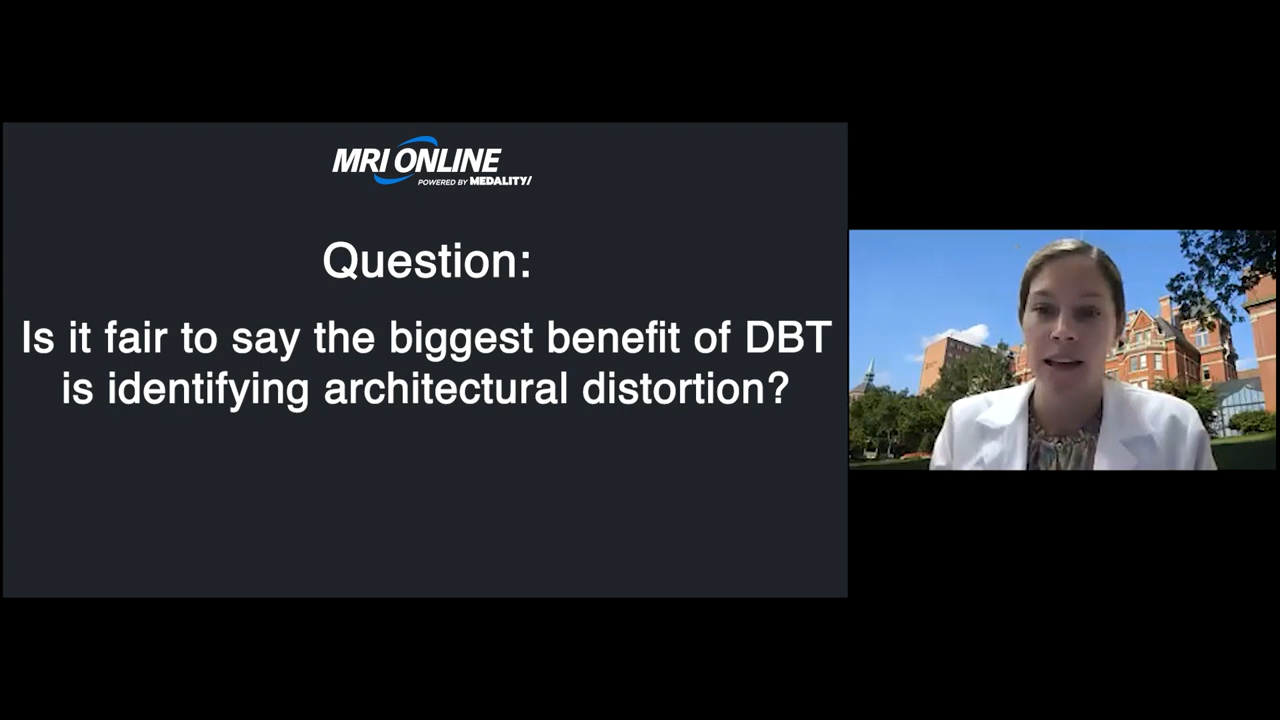 MRI ONLINE
POWERED BY MEDALITY/
Question:
Is it fair to say the biggest benefit of DBT
is identifying architectural distortion?